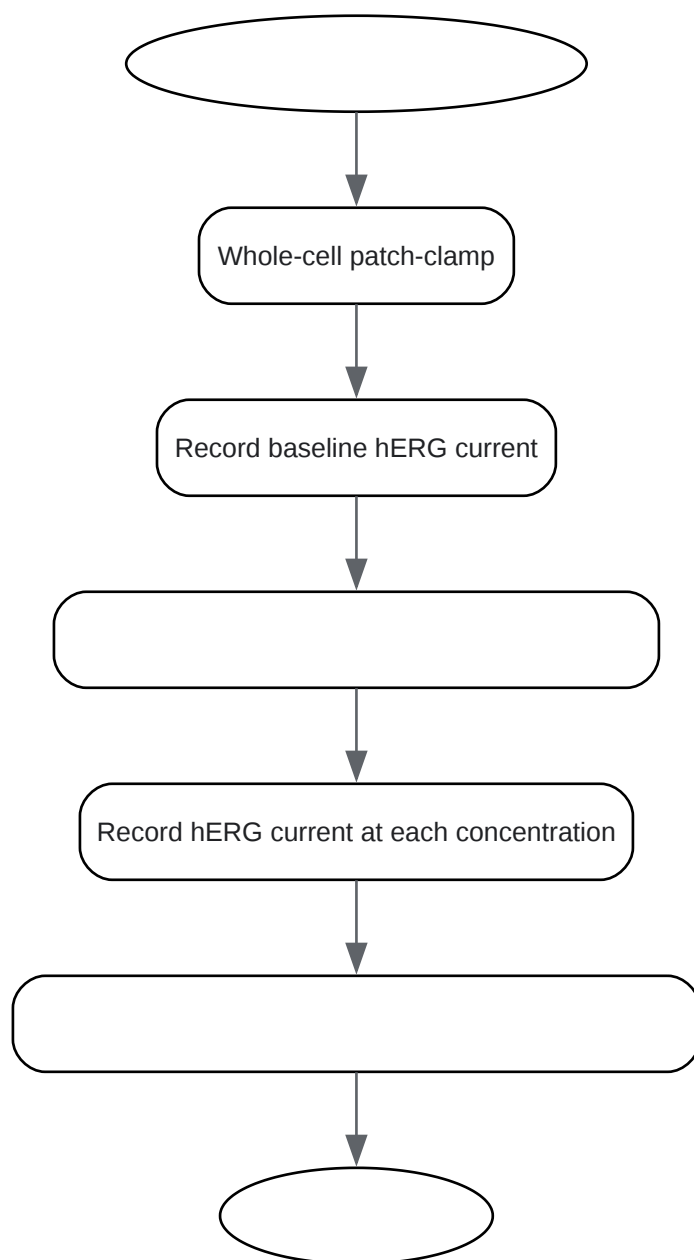 Whole-cell patch-clamp
Record baseline hERG current
Record hERG current at each concentration